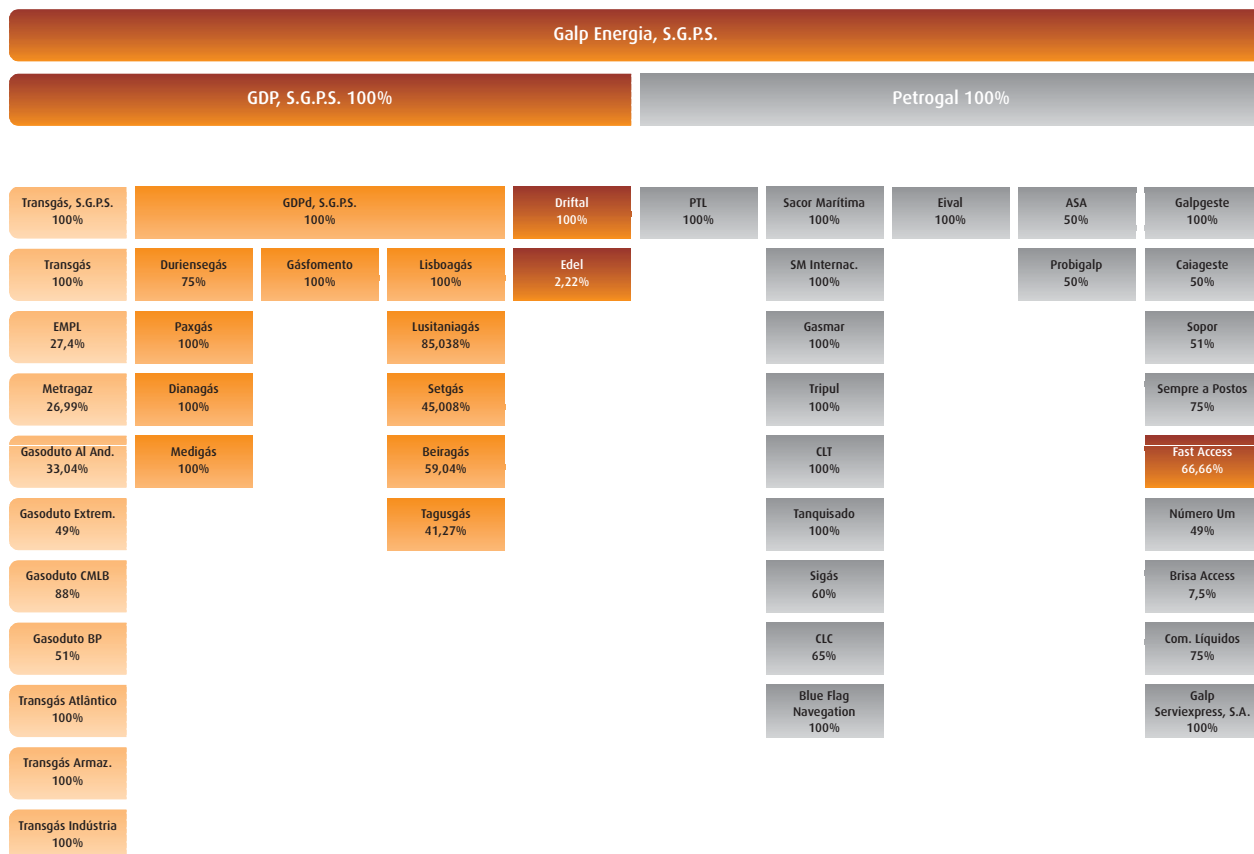 Galp Energia, S.G.P.S.
GDP, S.G.P.S. 100%
Petrogal 100%
Transgás, S.G.P.S.
100%
GDPd, S.G.P.S.
100%
Driftal
100%
PTL
100%
Sacor Marítima
100%
Eival
100%
ASA
50%
Galpgeste
100%
Transgás
100%
Duriensegás
75%
Gásfomento
100%
Lisboagás
100%
Edel
2,22%
SM Internac.
100%
Probigalp
50%
Caiageste
50%
EMPL
27,4%
Paxgás
100%
Lusitaniagás
85,038%
Gasmar
100%
Sopor
51%
Metragaz
26,99%
Dianagás
100%
Setgás
45,008%
Tripul
100%
Sempre a Postos
75%
Gasoduto Al And.
33,04%
Medigás
100%
Beiragás
59,04%
CLT
100%
Fast Access
66,66%
Gasoduto Extrem.
49%
Tagusgás
41,27%
Tanquisado
100%
Número Um
49%
Gasoduto CMLB
88%
Sigás
60%
Brisa Access
7,5%
Gasoduto BP
51%
CLC
65%
Com. Líquidos
75%
Transgás Atlântico
100%
Blue Flag
Navegation
100%
Galp
Serviexpress, S.A.
100%
Transgás Armaz.
100%
Transgás Indústria
100%